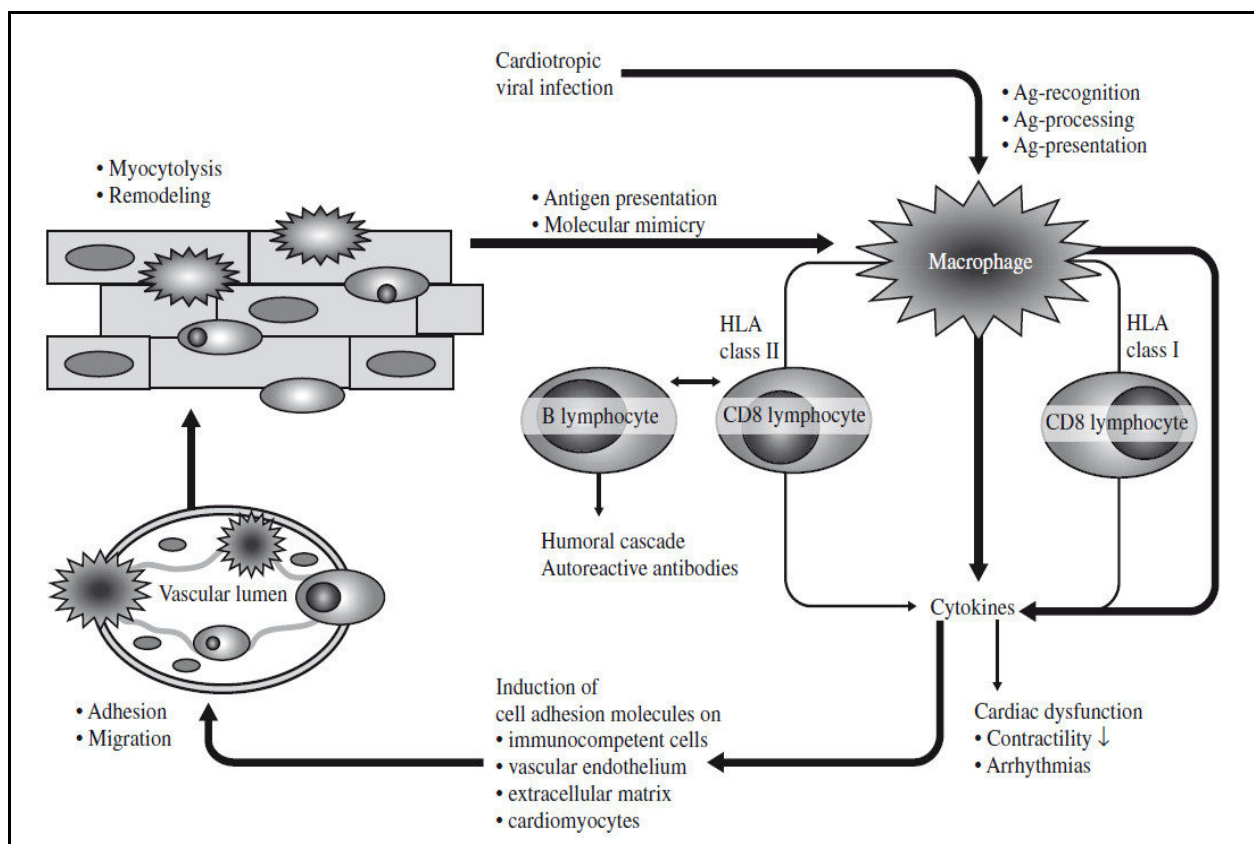 Cardiotropic
viral infection
• Ag-recognition
• Ag-processing
• Ag-presentation
• Myocytolysis
• Remodeling
• Antigen presentation
• Molecular mimicry
Macrophage
HLA
class II
HLA
class I
B lymphocyte
CD8 lymphocyte
CD8 lymphocyte
Humoral cascade
Autoreactive antibodies
Vascular lumen
Cytokines
• Adhesion
• Migration
Induction of
cell adhesion molecules on
• immunocompetent cells
• vascular endothelium
• extracellular matrix
• cardiomyocytes
Cardiac dysfunction
• Contractility ↓
• Arrhythmias